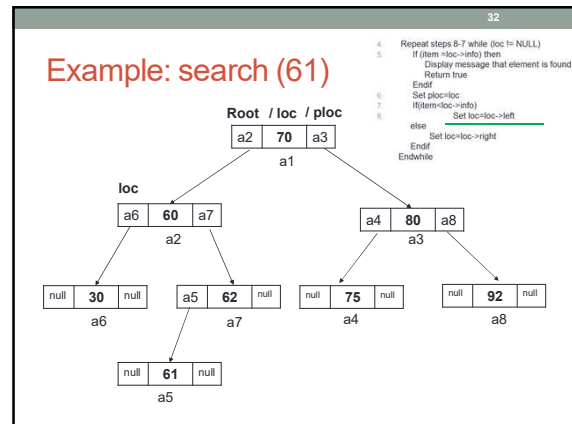 32
Example: search (61)
4. Repeat steps 8-7 while (loc != NULL)
5. If (item =loc->info) then
Display message that element is found
Return true
Endif
6. Set ploc=loc
7. If(item<loc->info)
8. Set loc=loc->left
else
Set loc=loc->right
Endif
Endwhile
Root / loc / ploc
a2 70 a3
a1
loc
a6 60 a7
a2
a4 80 a8
a3
null 30 null
a6
a5 62 null
a7
null 75 null
a4
null 92 null
a8
null 61 null
a5